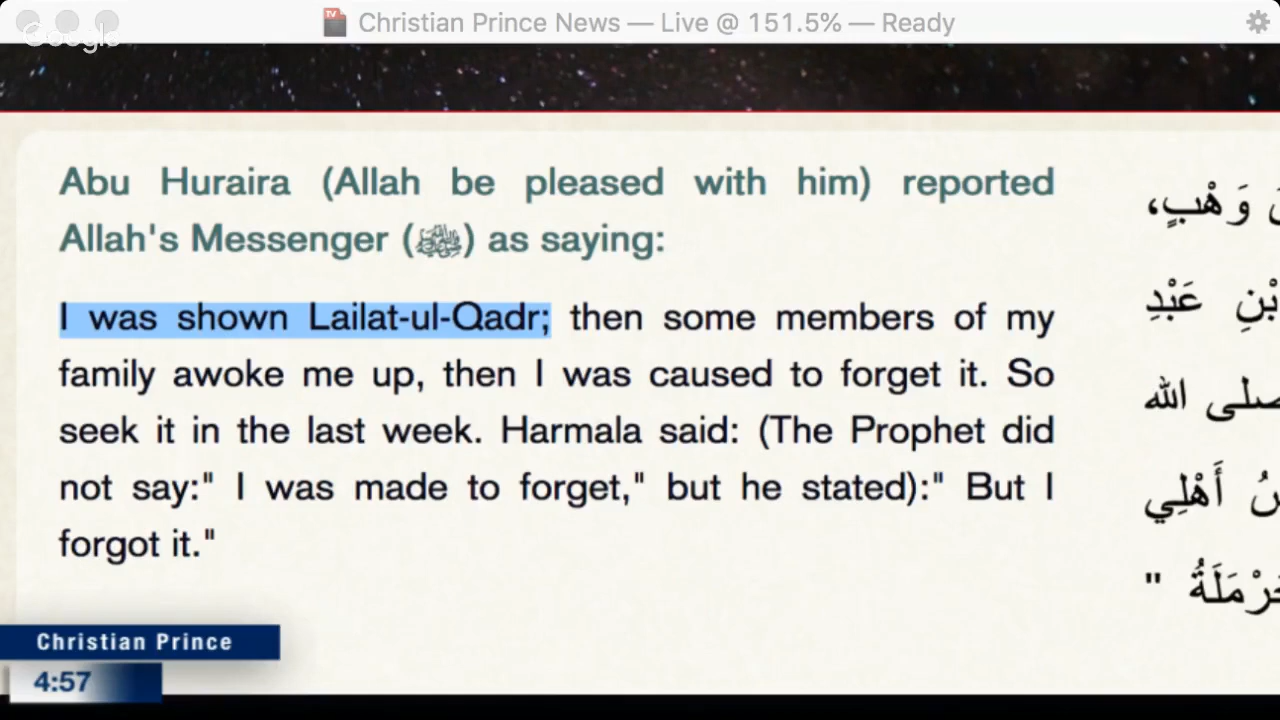 Christian Prince News — Live @ 151.5% — Ready
Google
Abu Huraira (Allah be pleased with him) reported
Allah's Messenger (ﷺ) as saying:
I was shown Lailat-ul-Qadr; then some members of my
family awoke me up, then I was caused to forget it. So
seek it in the last week. Harmala said: (The Prophet did
not say:" I was made to forget," but he stated):" But I
forgot it."
وَهْبٍ،
بْنِ عَبْدِ
صلى الله
أَهْلِي
"
Christian Prince
4:57